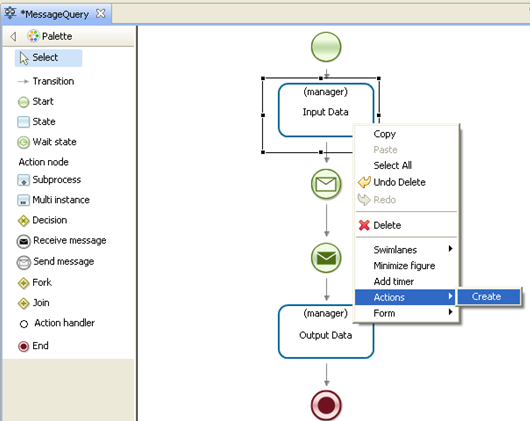 *MessageQuery
Palette
Select
Transition
Start
State
Wait state
Action node
Subprocess
Multi instance
Decision
Receive message
Send message
Fork
Join
Action handler
End
(manager)
Input Data
(manager)
Output Data
Copy
Paste
Select All
Undo Delete
Redo
Delete
Swimlanes
Minimize figure
Add timer
Actions
Form
Create